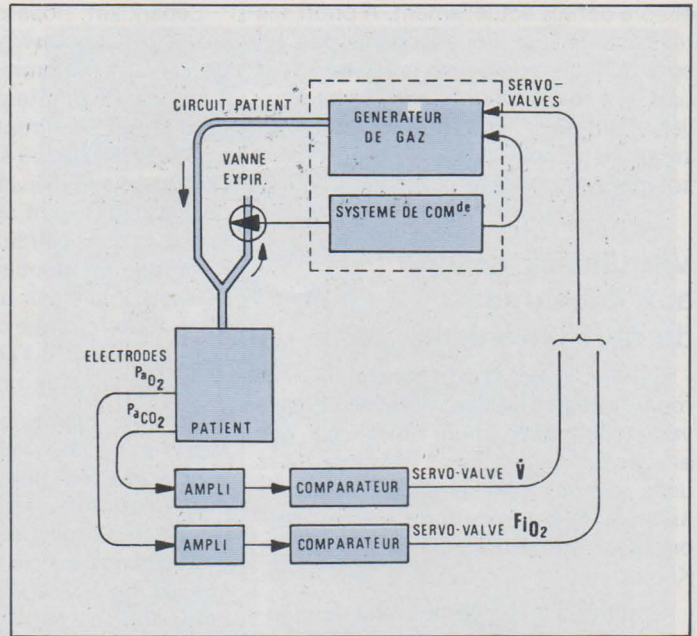 SERVO-
VALVES
CIRCUIT PATIENT
GENERATEUR
DE GAZ
VANNE
EXPIR.
SYSTEME DE COMde
ELECTRODES
PaO2
PaCO2
PATIENT
AMPLI
COMPARATEUR
SERVO-VALVE V̇
AMPLI
COMPARATEUR
SERVO-VALVE FiO2